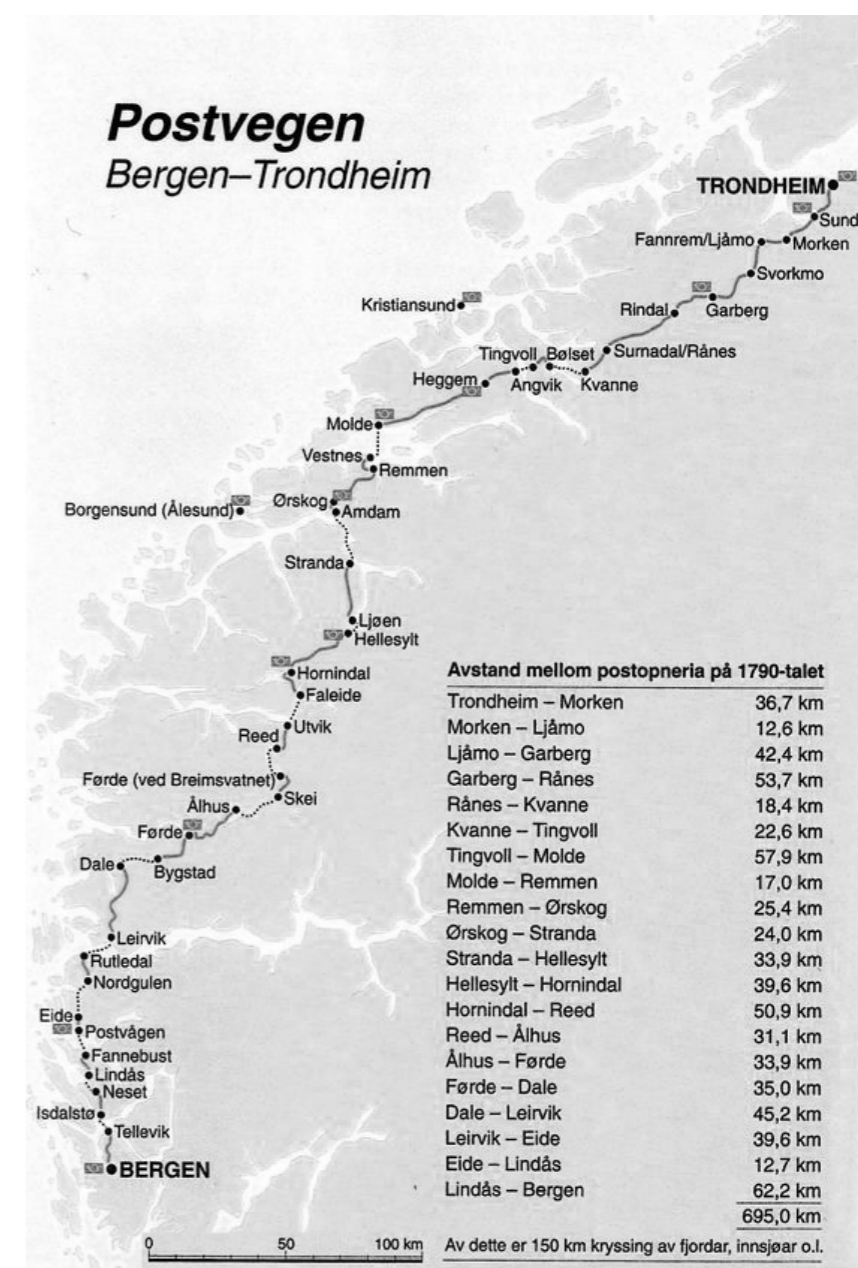 Postvegen
Bergen–Trondheim
TRONDHEIM
Sund
Fannrem/Ljåmo
Morken
Svorkmo
Kristiansund
Rindal
Garberg
Tingvoll
Bølset
Surnadal/Rånes
Heggem
Angvik
Kvanne
Molde
Vestnes
Remmen
Borgensund (Ålesund)
Ørskog
Amdam
Stranda
Ljøen
Hellesylt
Hornindal
Faleide
Utvik
Reed
Førde (ved Breimsvatnet)
Skei
Ålhus
Førde
Dale
Bygstad
Leirvik
Rutledal
Nordgulen
Eide
Postvågen
Fannebust
Lindås
Neset
Isdalstø
Tellevik
BERGEN
0 50 100 km
Avstand mellom postopneria på 1790-talet
Trondheim – Morken 36,7 km
Morken – Ljåmo 12,6 km
Ljåmo – Garberg 42,4 km
Garberg – Rånes 53,7 km
Rånes – Kvanne 18,4 km
Kvanne – Tingvoll 22,6 km
Tingvoll – Molde 57,9 km
Molde – Remmen 17,0 km
Remmen – Ørskog 25,4 km
Ørskog – Stranda 24,0 km
Stranda – Hellesylt 33,9 km
Hellesylt – Hornindal 39,6 km
Hornindal – Reed 50,9 km
Reed – Ålhus 31,1 km
Ålhus – Førde 33,9 km
Førde – Dale 35,0 km
Dale – Leirvik 45,2 km
Leirvik – Eide 39,6 km
Eide – Lindås 12,7 km
Lindås – Bergen 62,2 km
695,0 km
Av dette er 150 km kryssing av fjordar, innsjøar o.l.